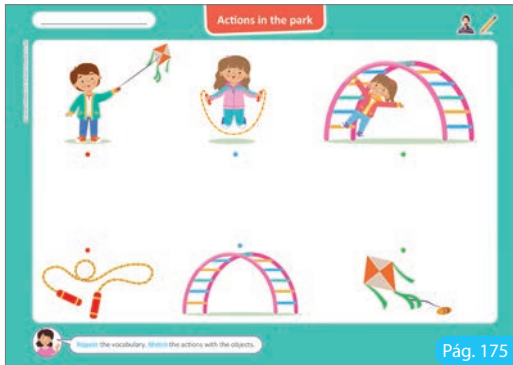 Actions in the park
Repeat the vocabulary. Match the actions with the objects.
Pág. 175